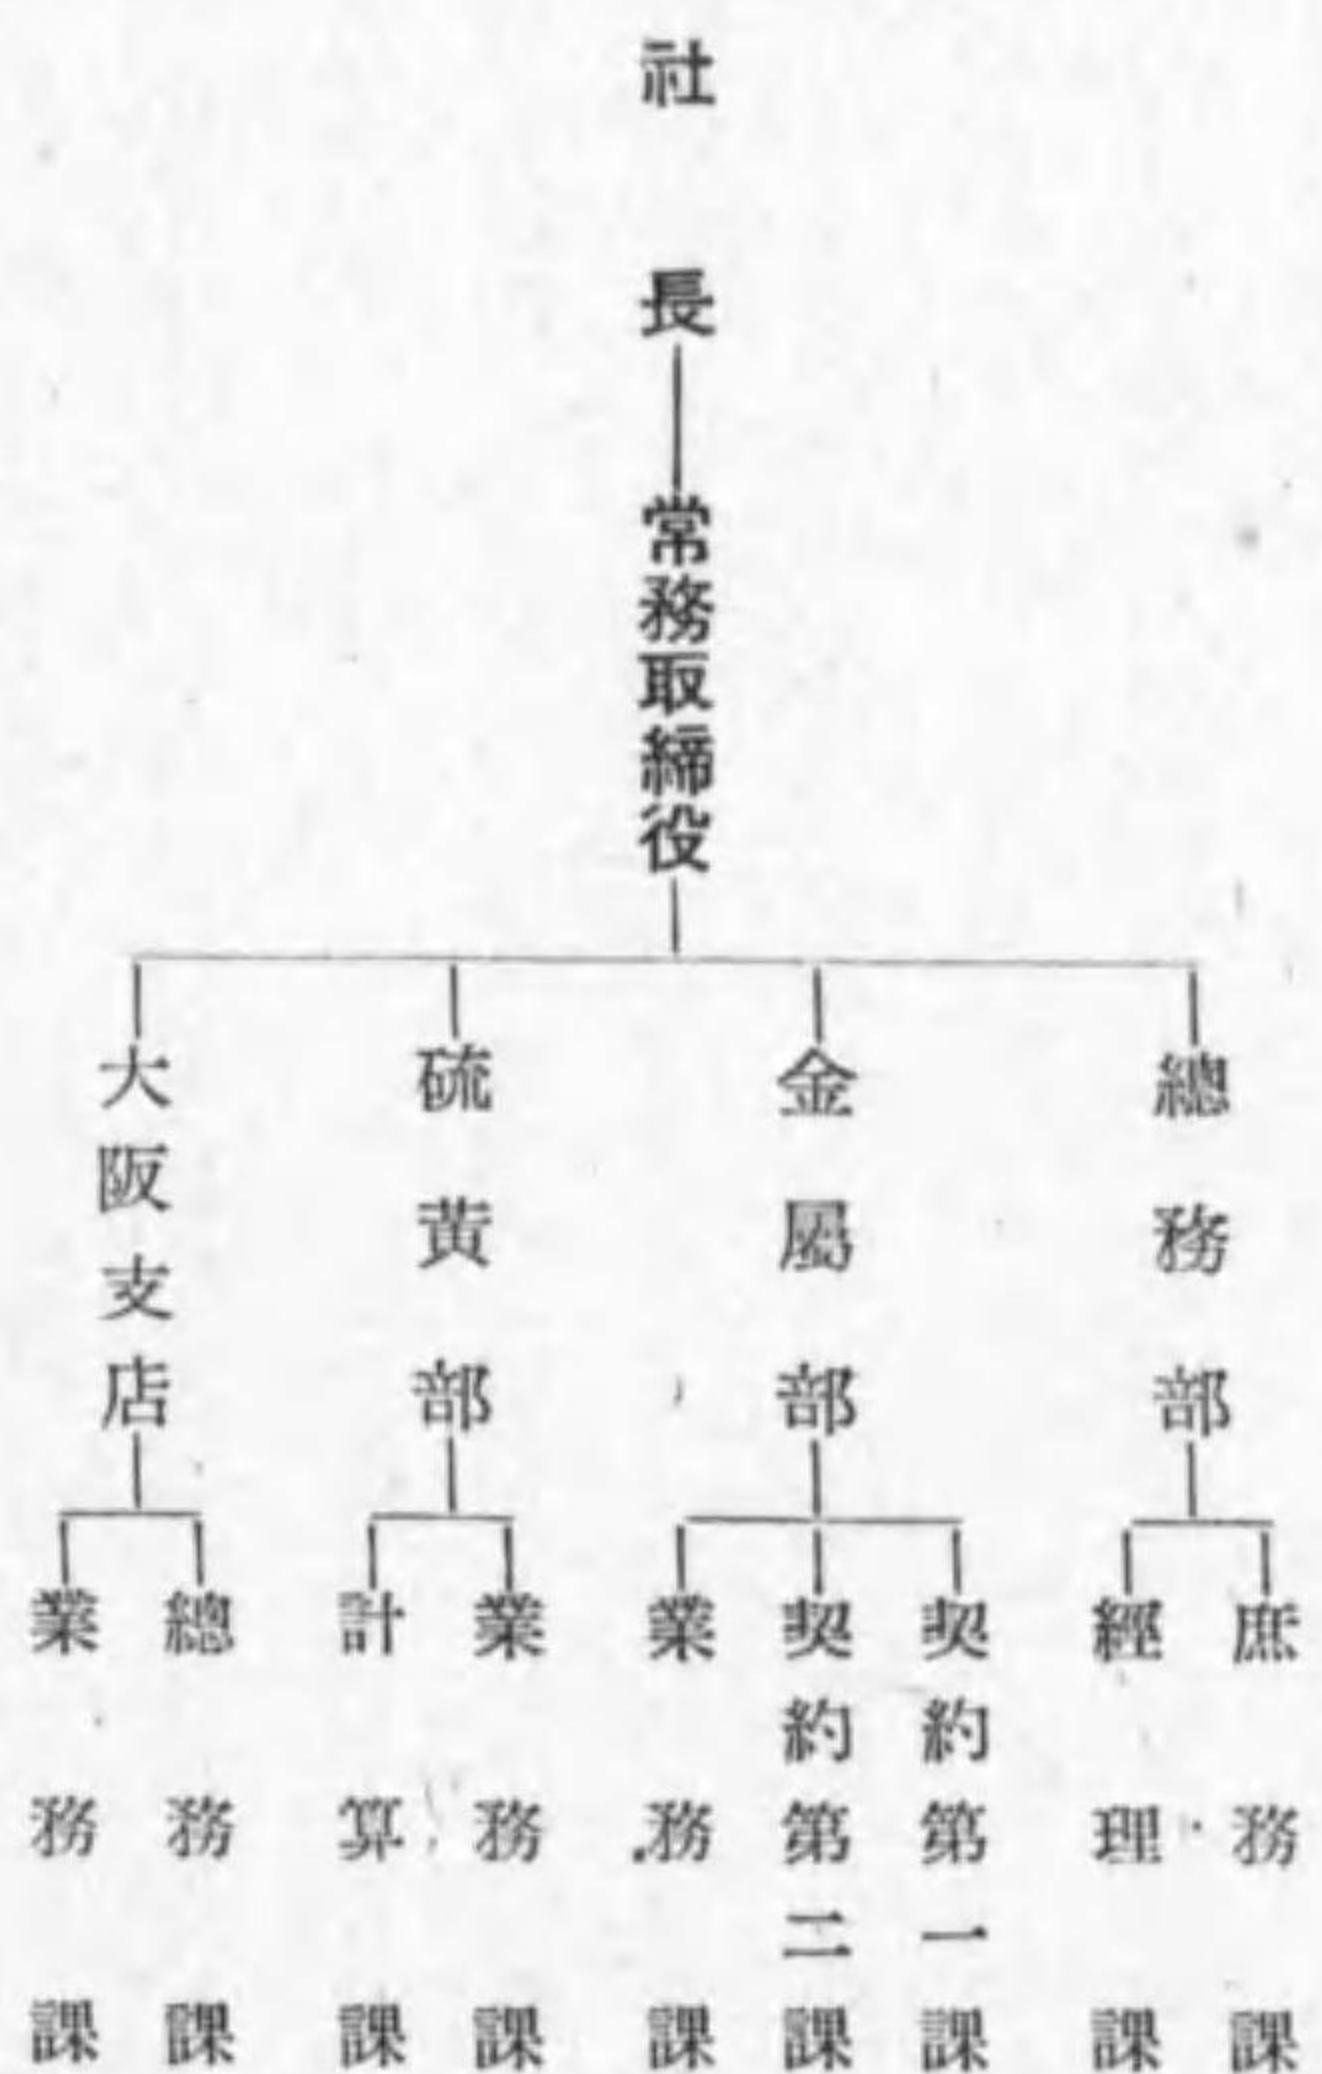 社長
常務取締役
總務部
庶務課
經理課
金屬部
契約第一課
契約第二課
業務課
硫黄部
業務課
計算課
大阪支店
總務課
業務課